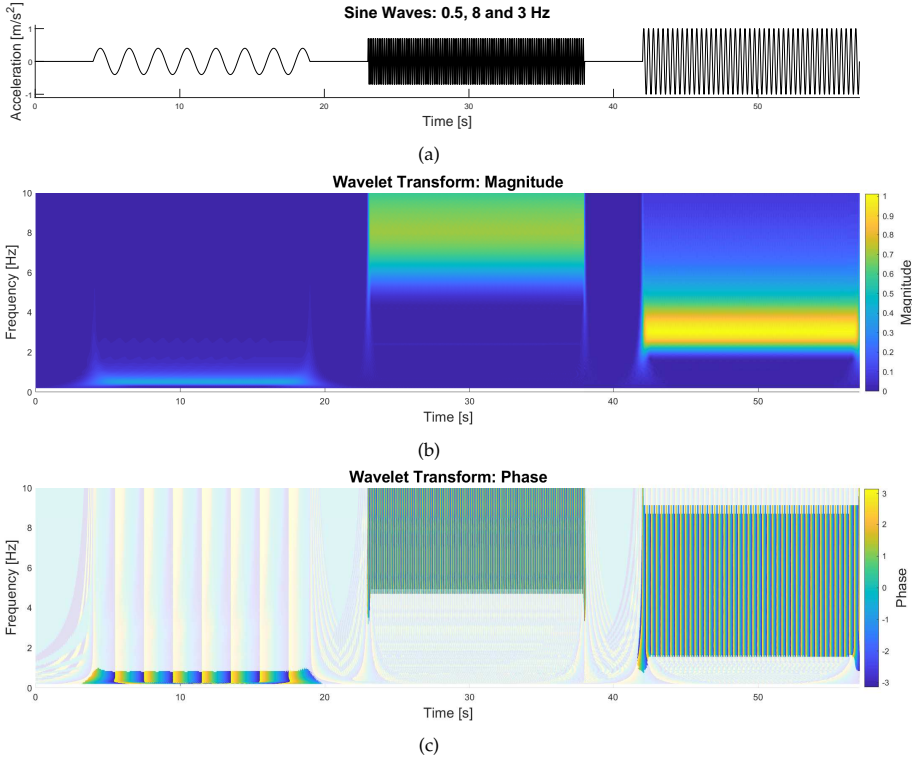 Sine Waves: 0.5, 8 and 3 Hz
Acceleration [m/s²]
1
0
-1
0 10 20 30 40 50
Time [s]
(a)
Wavelet Transform: Magnitude
Frequency [Hz]
10
8
6
4
2
0
0 10 20 30 40 50
Time [s]
1
0.9
0.8
0.7
0.6
0.5
0.4
0.3
0.2
0.1
0
Magnitude
(b)
Wavelet Transform: Phase
Frequency [Hz]
10
8
6
4
2
0
0 10 20 30 40 50
Time [s]
3
2
1
0
-1
-2
-3
Phase
(c)